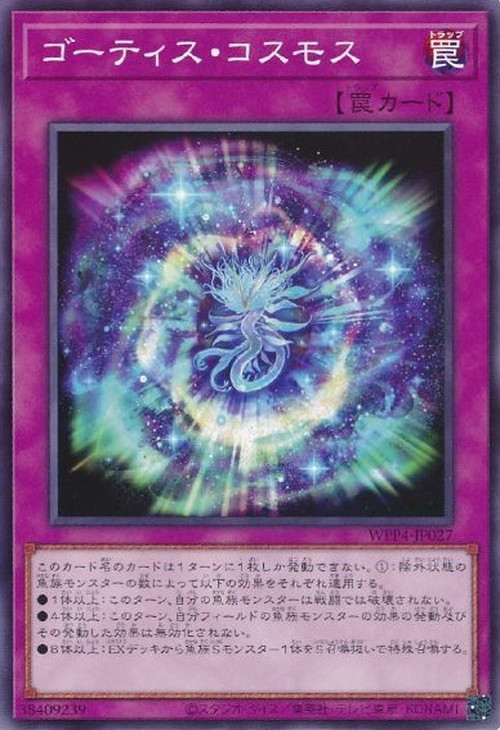 ゴーティス・コスモス
トラップ
罠
トラップ
【罠カード】
WPP4-JP027
このカード名のカードは1ターンに1枚しか発動できない。①:除外状態の
魚族モンスターの数によって以下の効果をそれぞれ適用する。
●1体以上:このターン、自分の魚族モンスターは戦闘では破壊されない。
●4体以上:このターン、自分フィールドの魚族モンスターの効果の発動及び
その発動した効果は無効化されない。
●8体以上:EXデッキから魚族Sモンスター1体をS召喚扱いで特殊召喚する。
38409239
©スタジオ・ダイス/集英社・テレビ東京・KONAMI